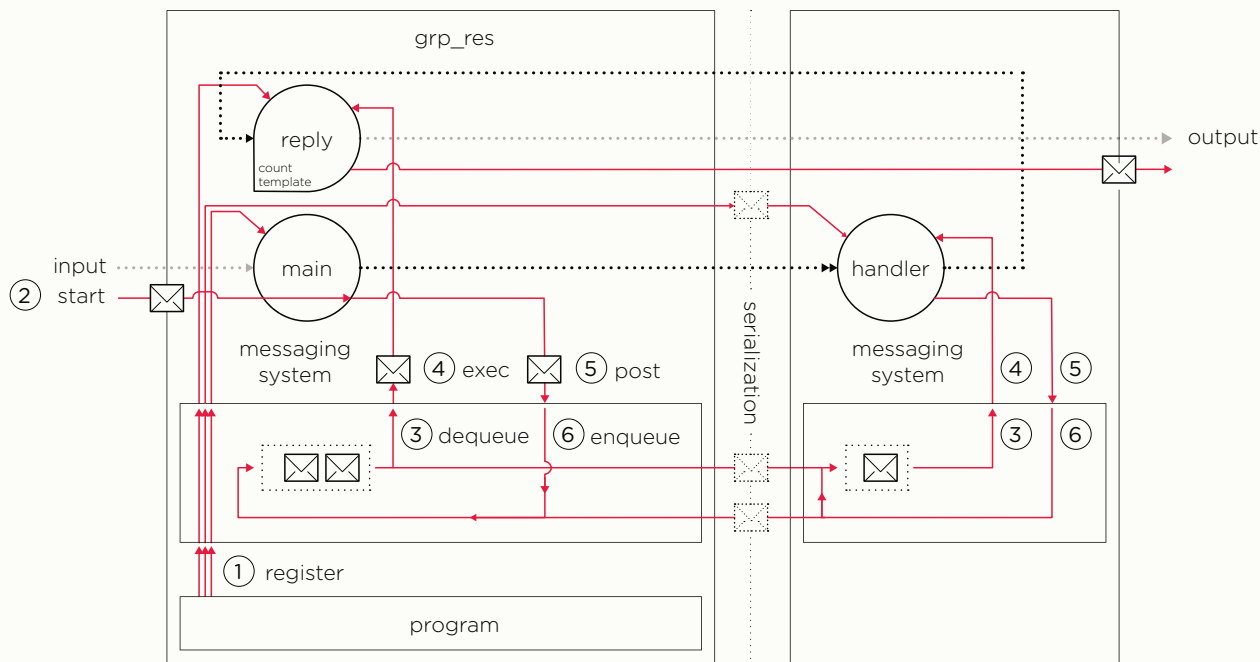 grp_res
reply
count
template
output
input
main
handler
② start
messaging
system
messaging
system
serialization
④ exec
⑤ post
④
⑤
③ dequeue
⑥ enqueue
③
⑥
① register
program